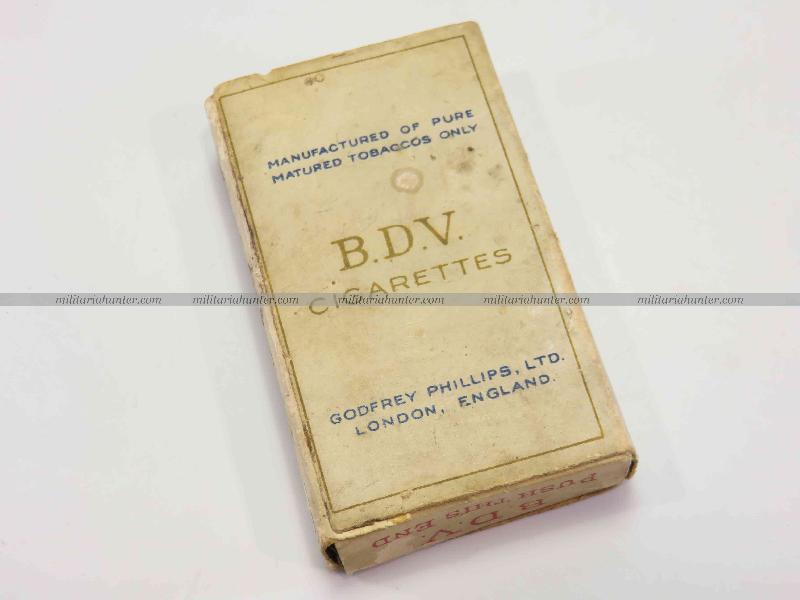 MANUFACTURED OF PURE
MATURED TOBACCOS ONLY
B.D.V.
CIGARETTES
militariahunter.com militariahunter.com militariahunter.com militariahunter.com militariahunter.com
GODFREY PHILLIPS, LTD.
LONDON, ENGLAND.
B.D.V.
PUSH THIS END